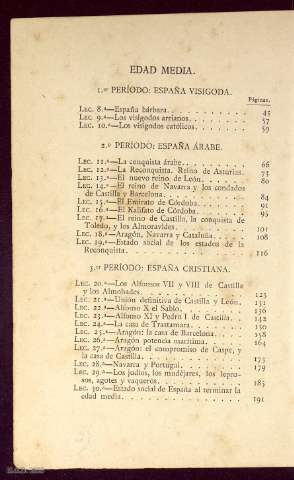 EDAD MEDIA.
1.er PERÍODO: ESPAÑA VISIGODA.
Páginas.
LEC. 8.ª—España bárbara. 45
LEC. 9.ª—Los visigodos arrianos. 57
LEC. 10.ª—Los visigodos católicos. 59
2.º PERÍODO: ESPAÑA ÁRABE.
LEC. 11.ª—La conquista árabe. 66
LEC. 12.ª—La Reconquista. Reino de Asturias. 73
LEC. 13.ª—El nuevo reino de León. 80
LEC. 14.ª—El reino de Navarra y los condados
de Castilla y Barcelona. 84
LEC. 15.ª—El Emirato de Córdoba. 91
LEC. 16.ª—El Kalifato de Córdoba. 95
LEC. 17.—El reino de Castilla, la conquista de
Toledo, y los Almoravides. 101
LEC. 18.ª—Aragón, Navarra y Cataluña. 108
LEC. 19.ª—Estado social de los estados de la
Reconquista. 116
3.er PERÍODO: ESPAÑA CRISTIANA.
LEC. 20.ª—Los Alfonsos VII y VIII de Castilla
y los Almohades. 123
LEC. 21.ª—Unión definitiva de Castilla y León. 131
LEC. 22.ª—Alfonso X el Sabio. 136
LEC. 23.ª—Alfonso XI y Pedro I de Castilla. 142
LEC. 24.ª—La casa de Trastamara. 150
LEC. 25.ª—Aragón: la casa de Barcelona. 158
LEC. 26.ª—Aragón potencia marítima. 164
LEC. 27.ª—Aragón: el compromiso de Caspe, y
la casa de Castilla. 175
LEC. 28.ª—Navarra y Portugal. 179
LEC. 29.ª—Los judíos, los mudéjares, los lepro-
sos, agotes y vaqueros. 185
LEC. 30.ª—Estado social de España al terminar la
edad media. 191